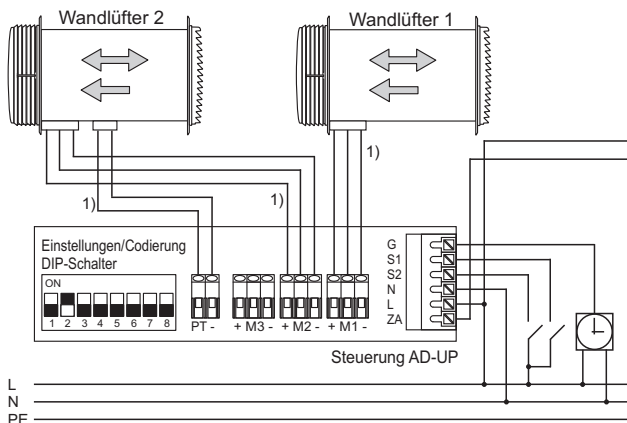 Wandlüfter 2
Wandlüfter 1
1)
1)
1)
Einstellungen/Codierung
DIP-Schalter
ON
1 2 3 4 5 6 7 8
PT -
+ M3 -
+ M2 -
+ M1 -
G
S1
S2
N
L
ZA
Steuerung AD-UP
L
N
PE